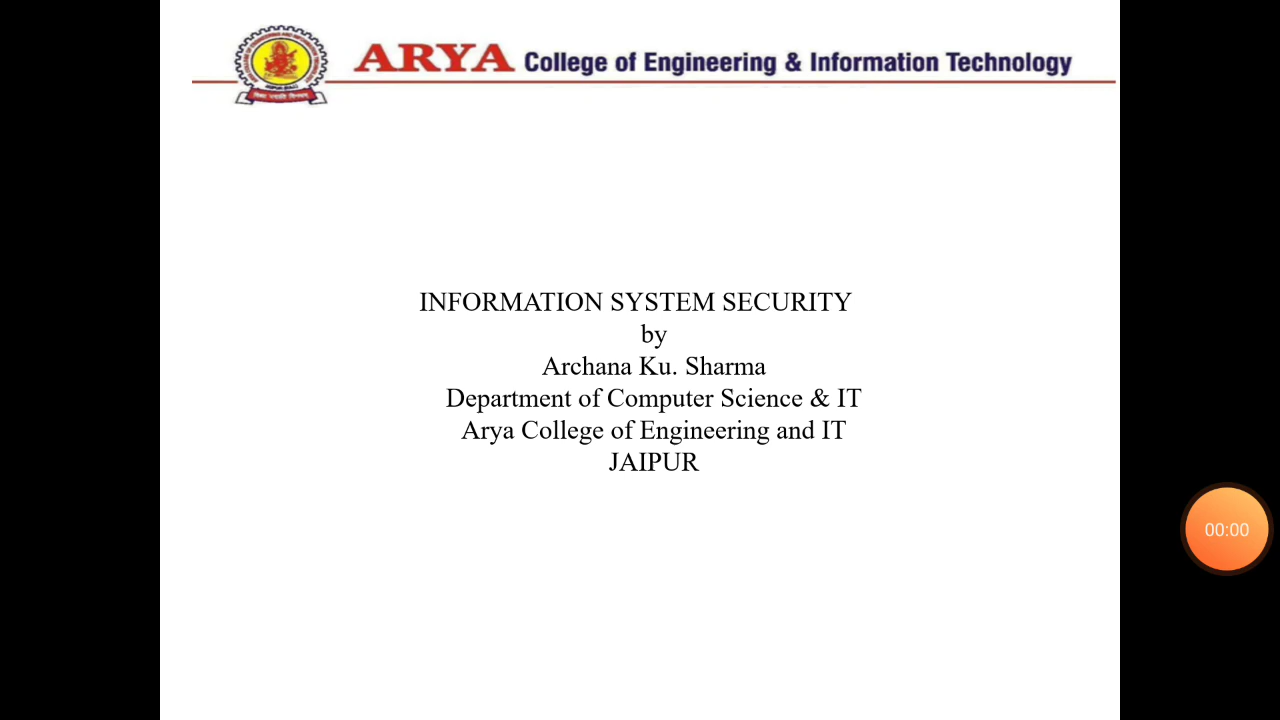 ARYA College of Engineering & Information Technology
INFORMATION SYSTEM SECURITY
by
Archana Ku. Sharma
Department of Computer Science & IT
Arya College of Engineering and IT
JAIPUR
00:00